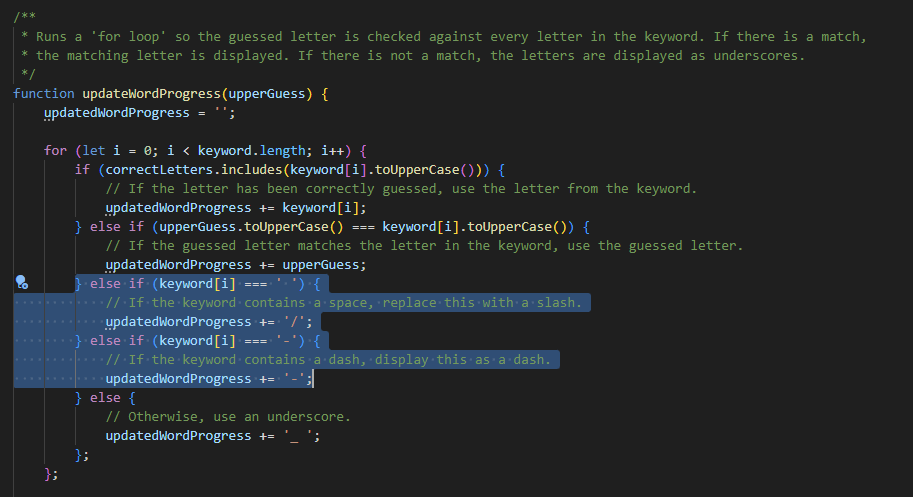 /**
 * Runs a 'for loop' so the guessed letter is checked against every letter in the keyword. If there is a match,
 * the matching letter is displayed. If there is not a match, the letters are displayed as underscores.
 */
function updateWordProgress(upperGuess) {
    updatedWordProgress = '';

    for (let i = 0; i < keyword.length; i++) {
        if (correctLetters.includes(keyword[i].toUpperCase())) {
            // If the letter has been correctly guessed, use the letter from the keyword.
            updatedWordProgress += keyword[i];
        } else if (upperGuess.toUpperCase() === keyword[i].toUpperCase()) {
            // If the guessed letter matches the letter in the keyword, use the guessed letter.
            updatedWordProgress += upperGuess;
        } else if (keyword[i] === ' ') {
            // If the keyword contains a space, replace this with a slash.
            updatedWordProgress += '/';
        } else if (keyword[i] === '-') {
            // If the keyword contains a dash, display this as a dash.
            updatedWordProgress += '-';
        } else {
            // Otherwise, use an underscore.
            updatedWordProgress += '_ ';
        };
    };